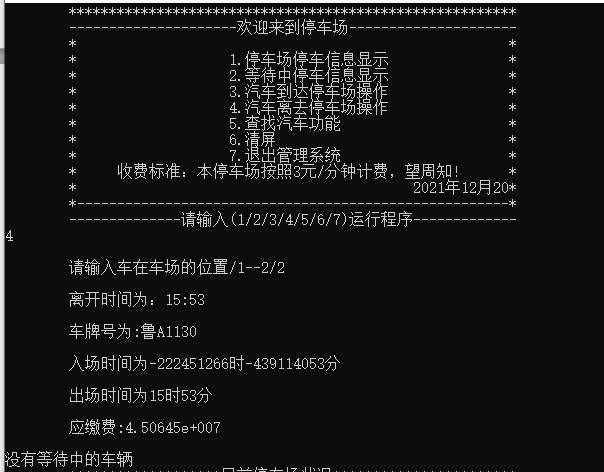 ********************************************************
---------------------欢迎来到停车场---------------------
* *
* 1.停车场停车信息显示 *
* 2.等待中停车信息显示 *
* 3.汽车到达停车场操作 *
* 4.汽车离去停车场操作 *
* 5.查找汽车功能 *
* 6.清屏 *
* 7.退出管理系统 *
* 收费标准：本停车场按照3元/分钟计费，望周知! *
* 2021年12月20*
*------------------------------------------------------*
--------------请输入(1/2/3/4/5/6/7)运行程序-------------
4
请输入车在车场的位置/1--2/2
离开时间为：15:53
车牌号为:鲁A1130
入场时间为-222451266时-439114053分
出场时间为15时53分
应缴费:4.50645e+007
没有等待中的车辆